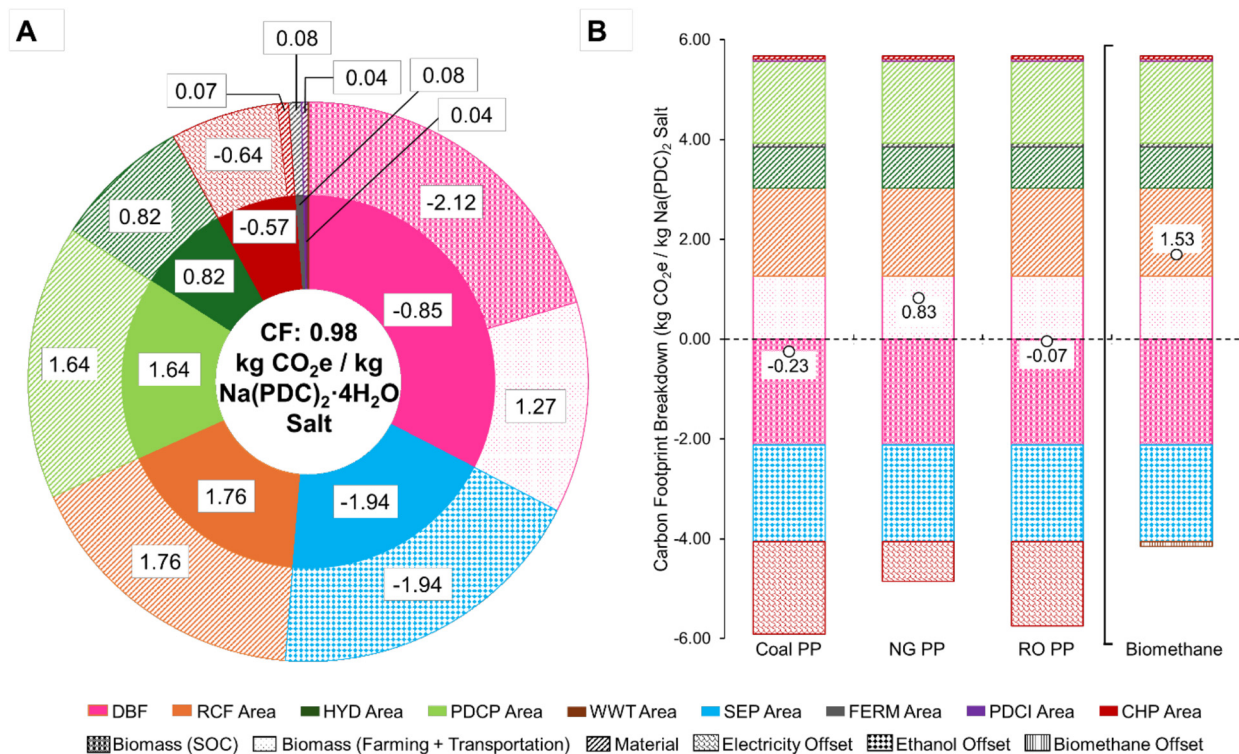 A
0.08
0.04
0.08
0.04
0.07
-0.64
-2.12
0.82
-0.57
0.82
-0.85
CF: 0.98
kg CO₂e / kg
Na(PDC)₂·4H₂O
Salt
1.64
1.64
1.27
1.76
-1.94
1.76
-1.94
B
Carbon Footprint Breakdown (kg CO₂e / kg Na(PDC)₂ Salt
6.00
4.00
2.00
0.00
-2.00
-4.00
-6.00
-0.23
0.83
-0.07
1.53
Coal PP
NG PP
RO PP
Biomethane
DBF
RCF Area
HYD Area
PDCP Area
WWT Area
SEP Area
FERM Area
PDCI Area
CHP Area
Biomass (SOC)
Biomass (Farming + Transportation)
Material
Electricity Offset
Ethanol Offset
Biomethane Offset